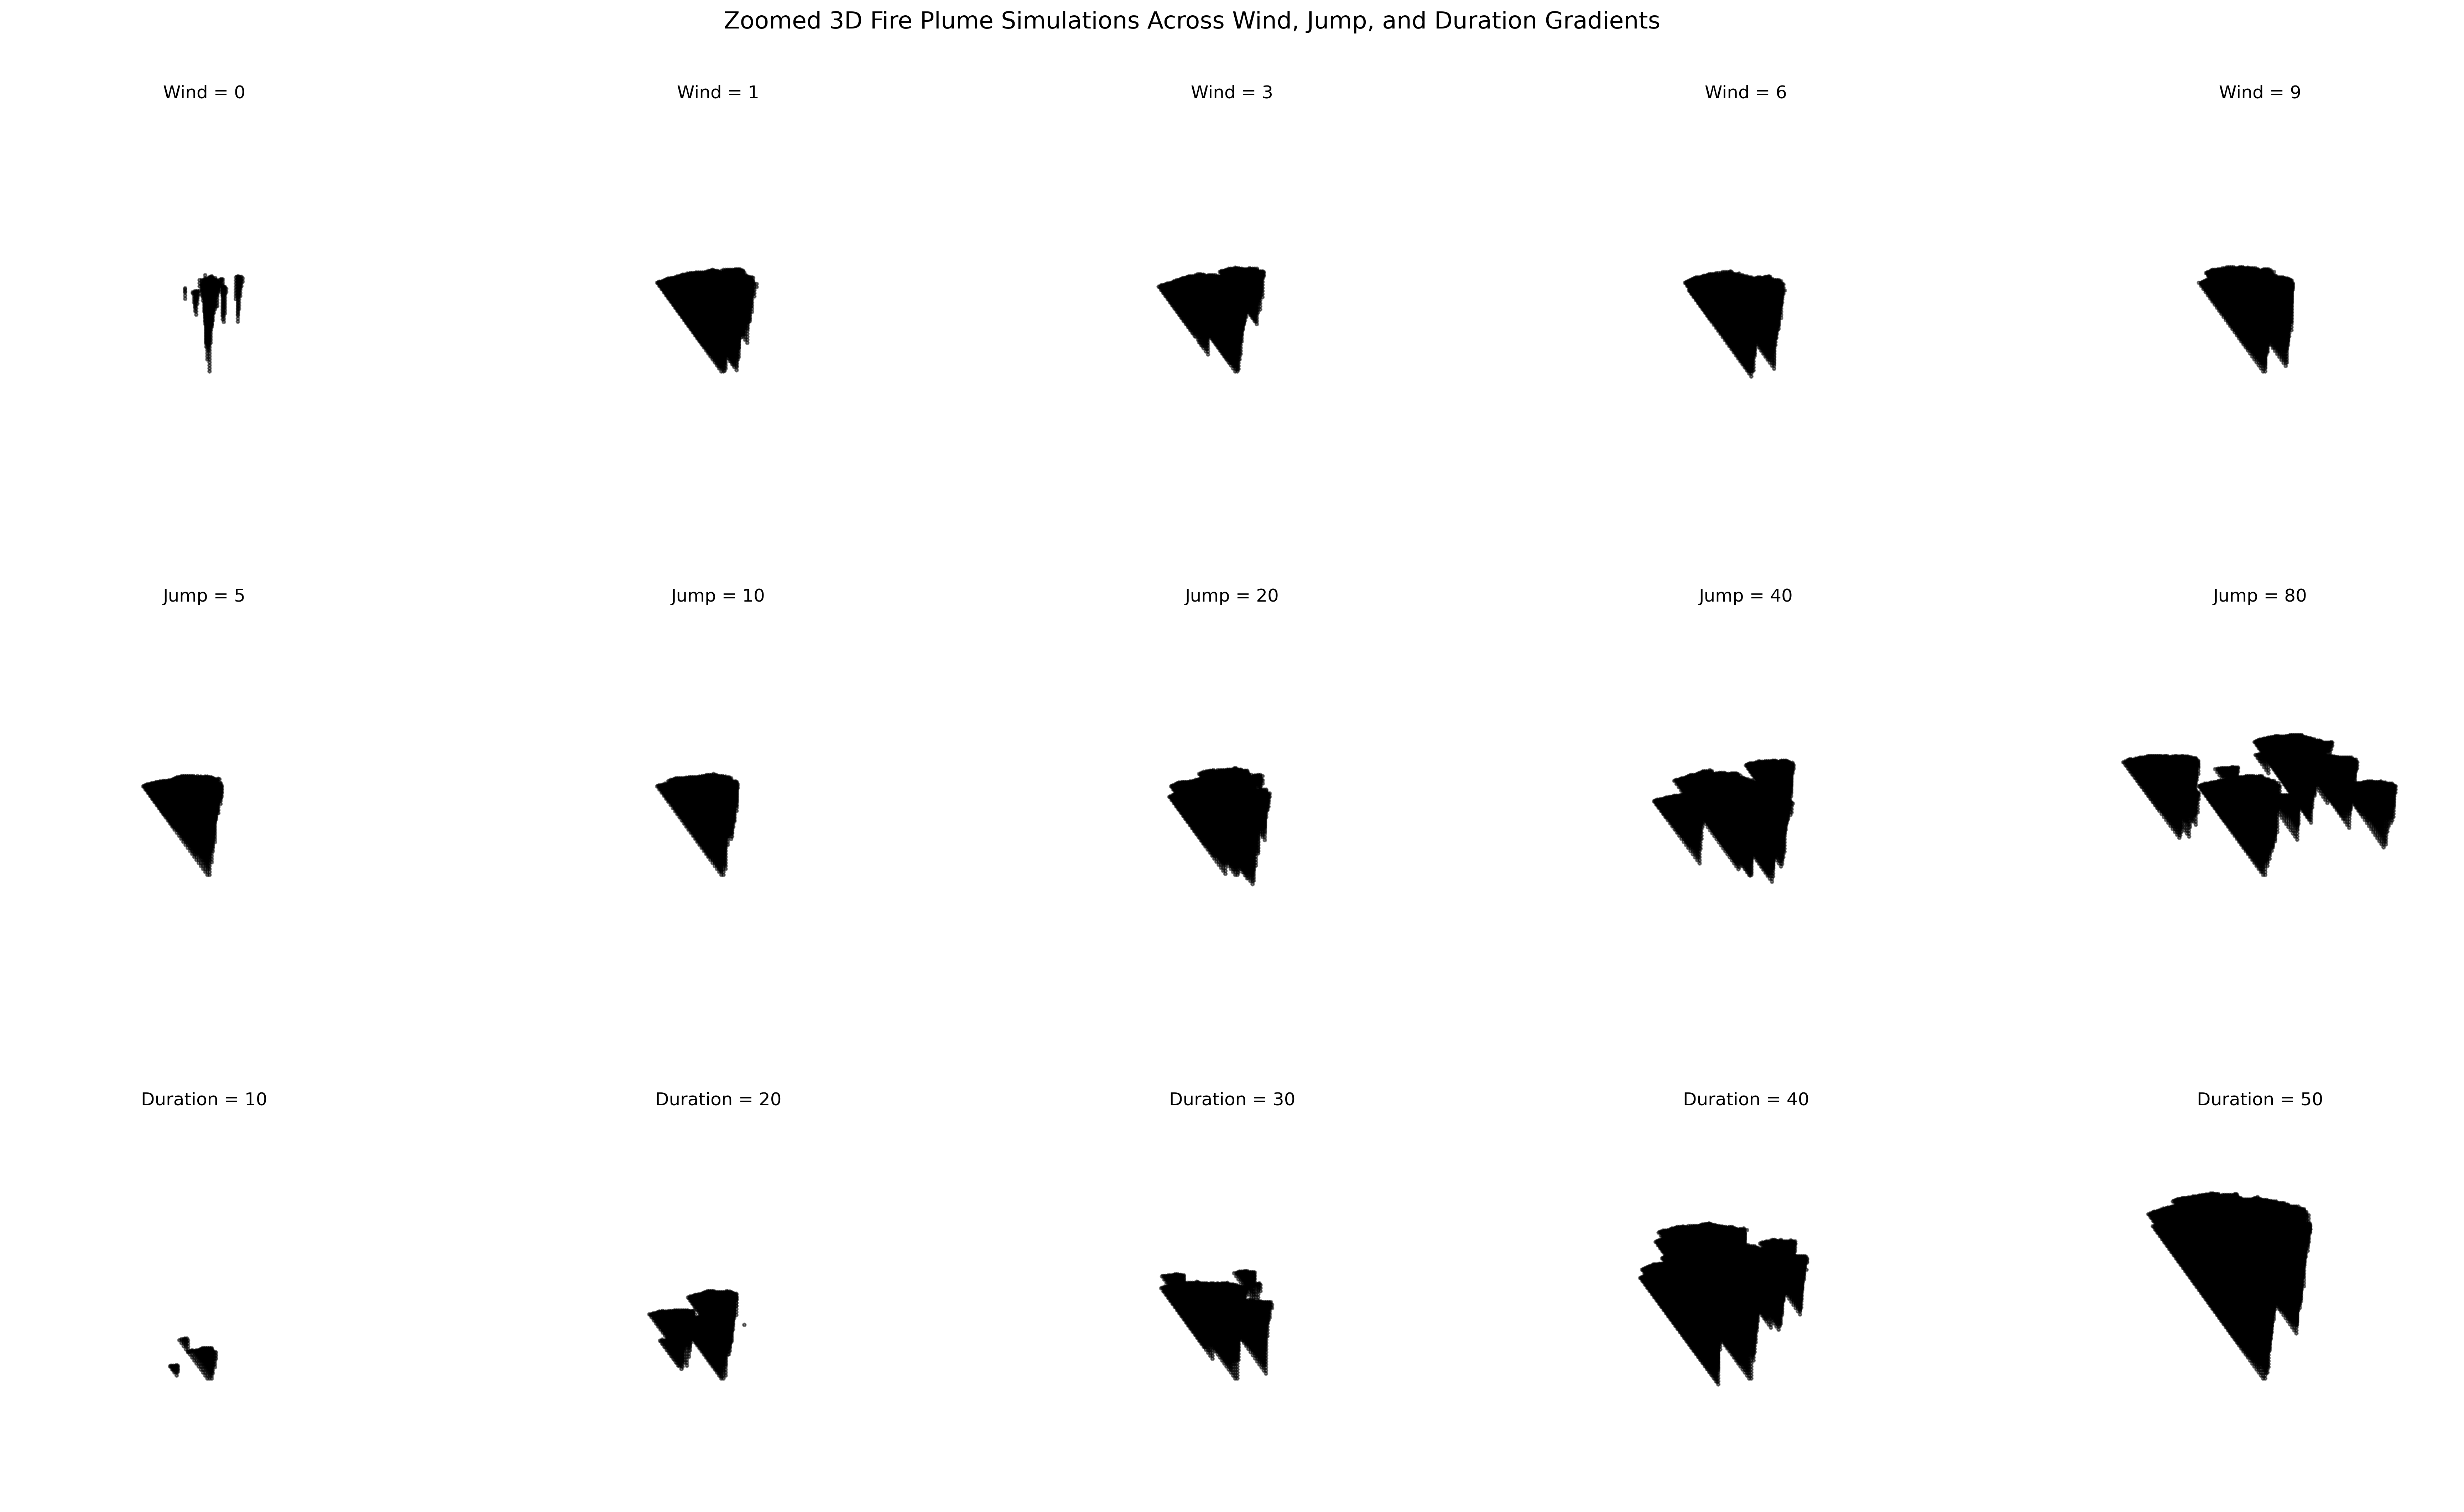 Zoomed 3D Fire Plume Simulations Across Wind, Jump, and Duration Gradients
Wind = 0
Wind = 1
Wind = 3
Wind = 6
Wind = 9
Jump = 5
Jump = 10
Jump = 20
Jump = 40
Jump = 80
Duration = 10
Duration = 20
Duration = 30
Duration = 40
Duration = 50